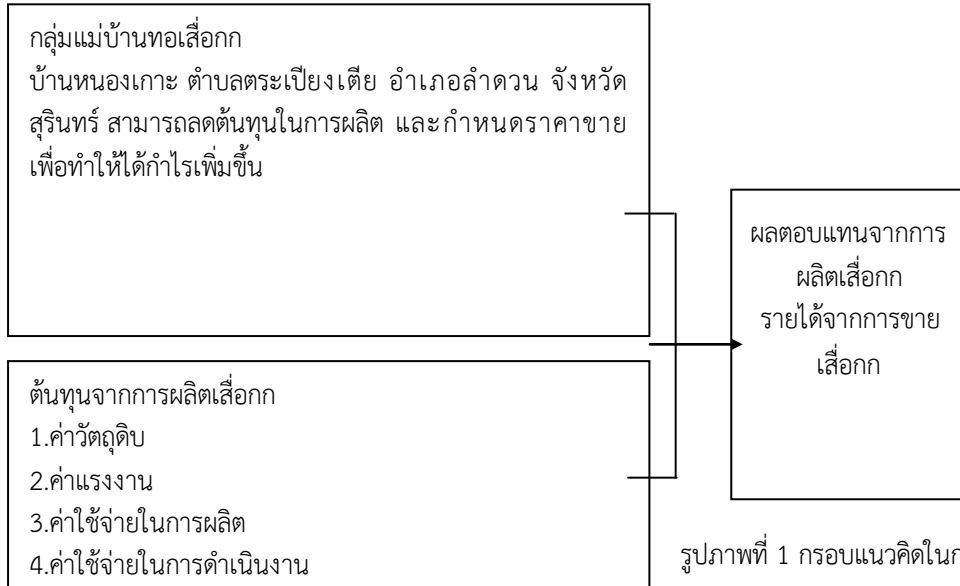 กลุ่มแม่บ้านทอเสื่อกก
บ้านหนองเกาะ ตำบลตระเปียงเตีย อำเภอลำดวน จังหวัด
สุรินทร์ สามารถลดต้นทุนในการผลิต และกำหนดราคาขาย
เพื่อทำให้ได้กำไรเพิ่มขึ้น
ผลตอบแทนจากการ
ผลิตเสื่อกก
รายได้จากการขาย
เสื่อกก
ต้นทุนจากการผลิตเสื่อกก
1.ค่าวัตถุดิบ
2.ค่าแรงงาน
3.ค่าใช้จ่ายในการผลิต
4.ค่าใช้จ่ายในการดำเนินงาน
รูปภาพที่ 1 กรอบแนวคิดใน